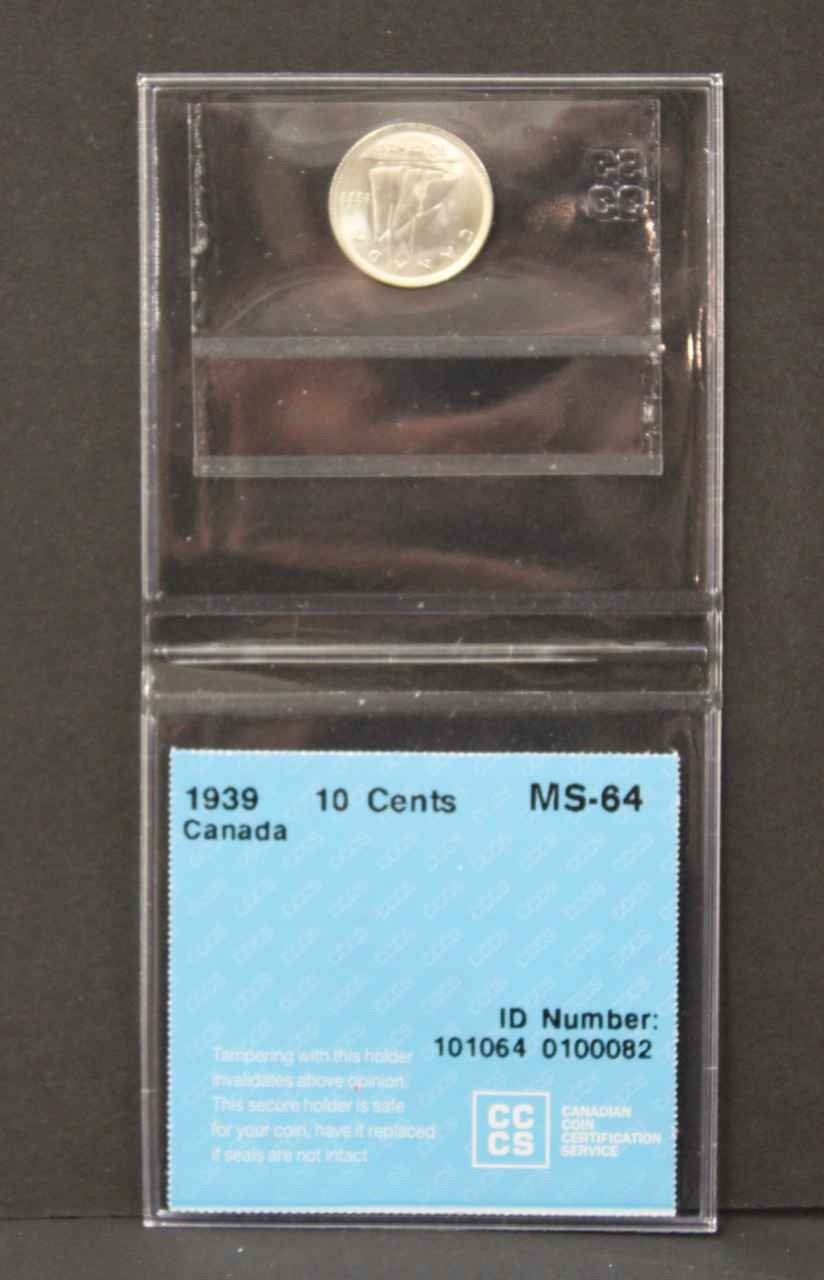 CANADA
1939 10 Cents MS-64
Canada
ID Number:
101064 0100082
Tampering with this holder
invalidates above opinion.
This secure holder is safe
for your coin, have it replaced
if seals are not intact
CC
CS
CANADIAN
COIN
CERTIFICATION
SERVICE